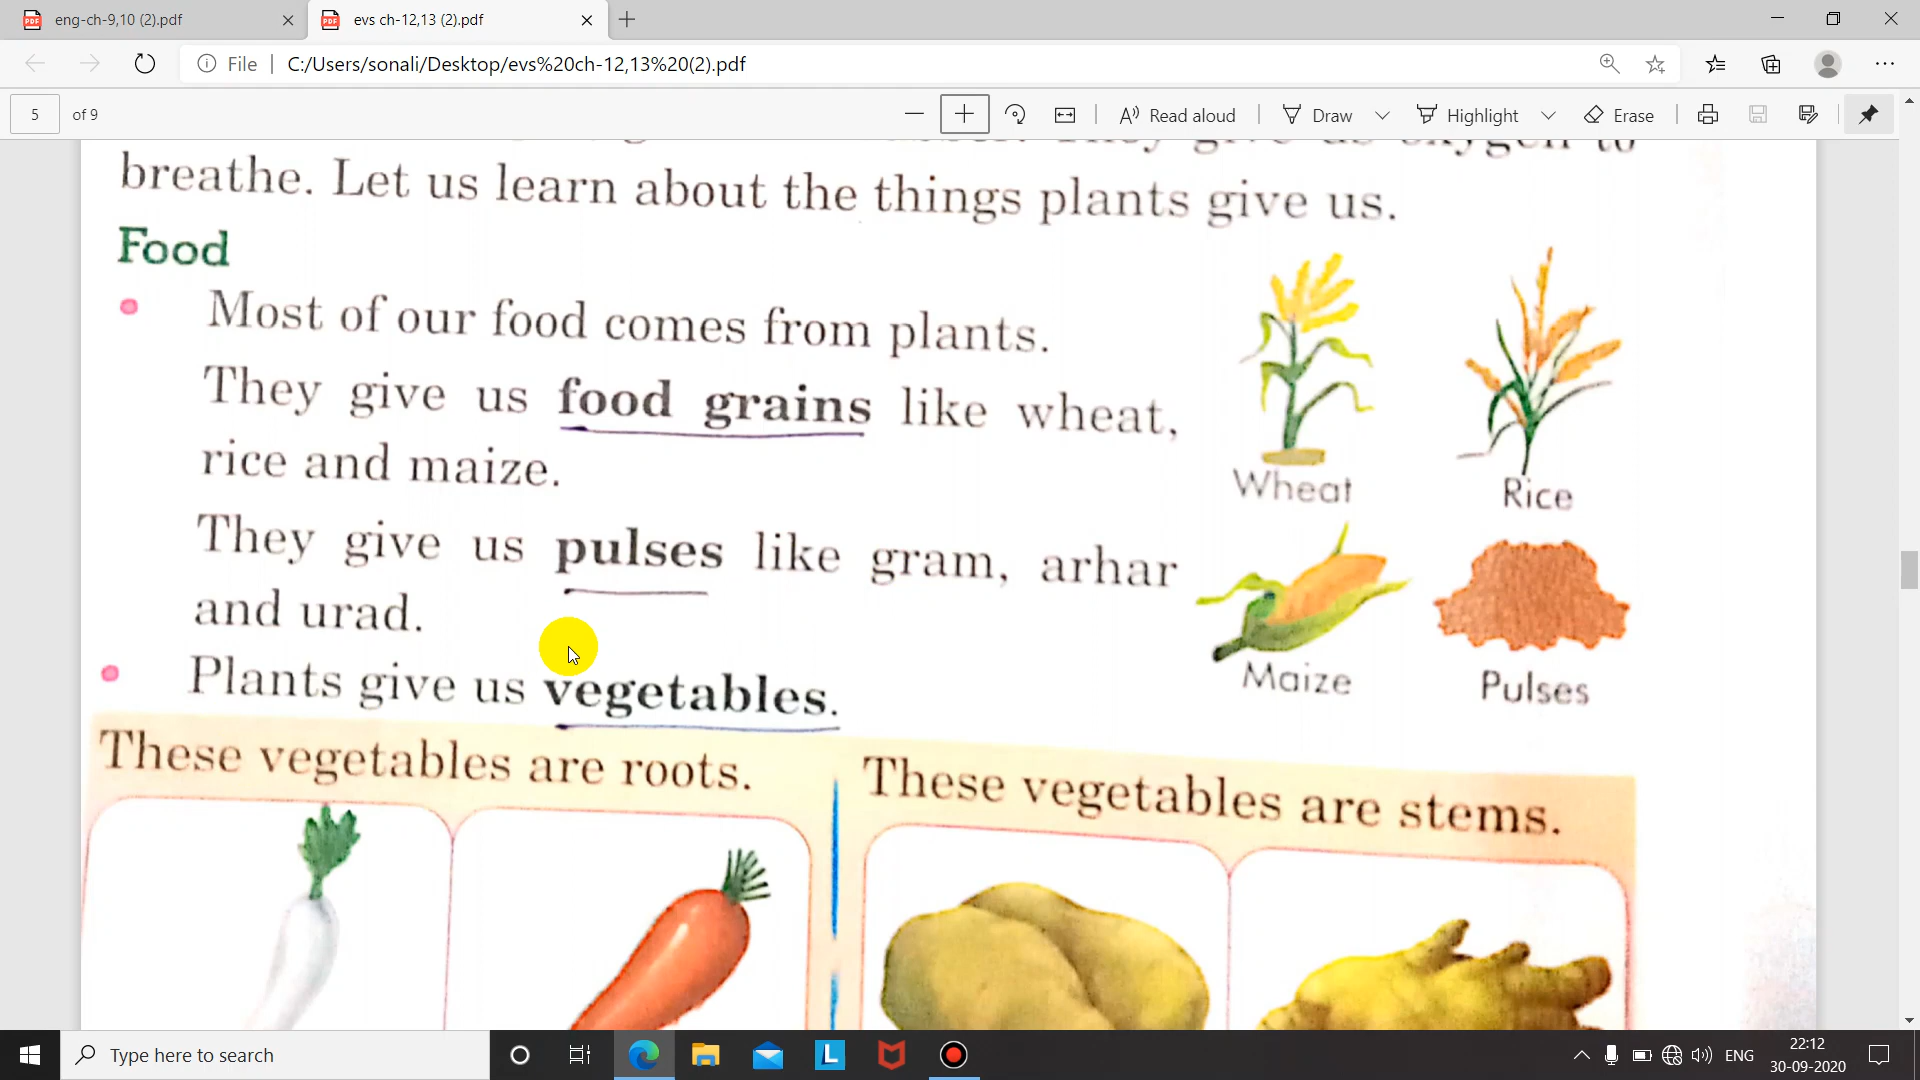 eng-ch-9,10 (2).pdf
evs ch-12,13 (2).pdf
File
C:/Users/sonali/Desktop/evs%20ch-12,13%20(2).pdf
5 of 9
Read aloud
Draw
Highlight
Erase
breathe. Let us learn about the things plants give us.
Food
Most of our food comes from plants.
They give us food grains like wheat,
rice and maize.
They give us pulses like gram, arhar
and urad.
Plants give us vegetables.
Wheat
Rice
Maize
Pulses
These vegetables are roots.
These vegetables are stems.
Type here to search
ENG
22:12
30-09-2020